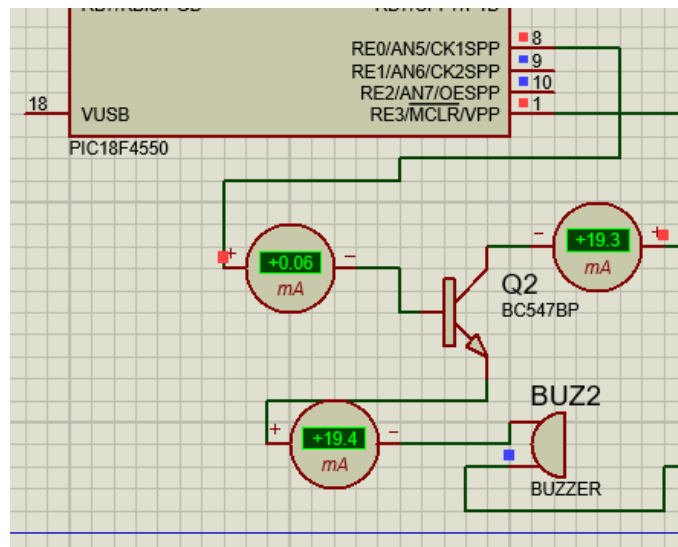 RE0/AN5/CK1SPP 8
RE1/AN6/CK2SPP 9
RE2/AN7/OESPP 10
18 VUSB RE3/MCLR/VPP 1
PIC18F4550
+ +0.06 mA −
− +19.3 mA +
Q2
BC547BP
+ +19.4 mA −
BUZ2
BUZZER